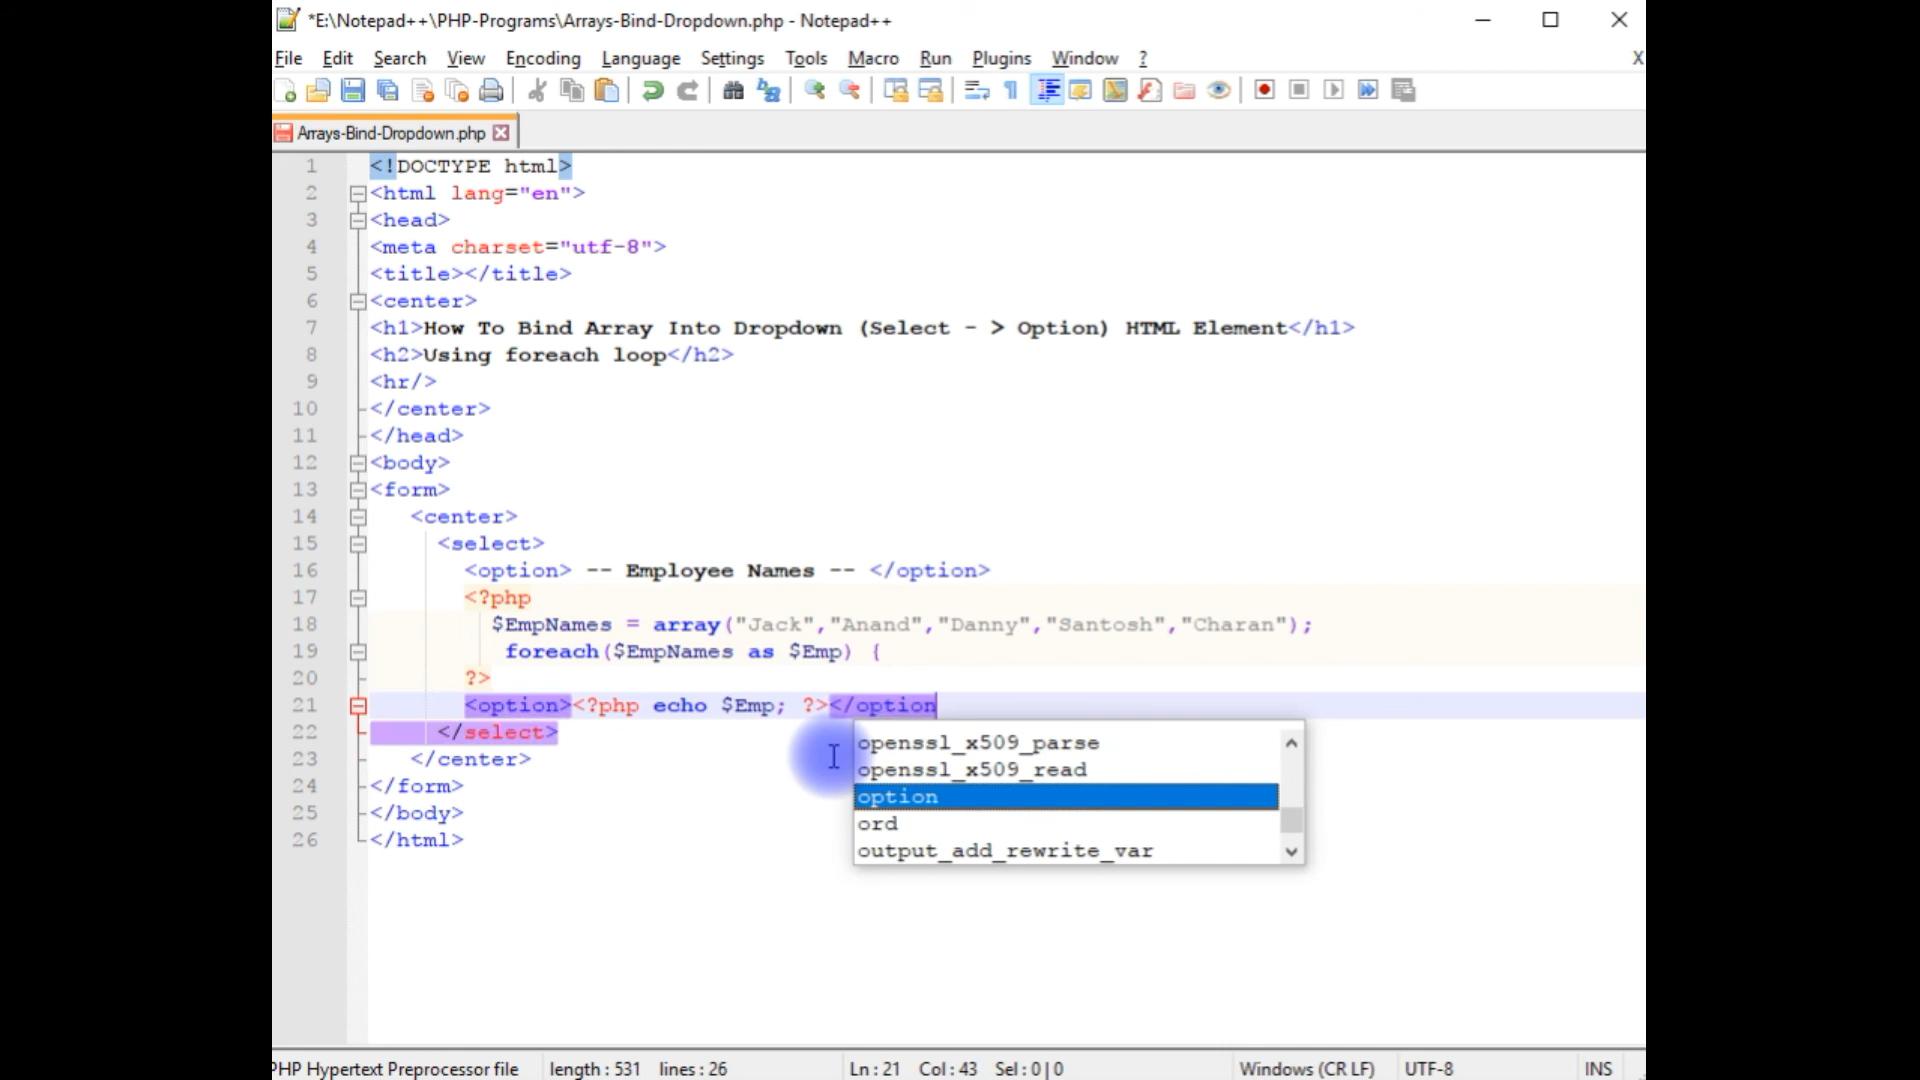 *E:\Notepad++\PHP-Programs\Arrays-Bind-Dropdown.php - Notepad++
File Edit Search View Encoding Language Settings Tools Macro Run Plugins Window ? X
Arrays-Bind-Dropdown.php
1 <!DOCTYPE html>
2 <html lang="en">
3 <head>
4 <meta charset="utf-8">
5 <title></title>
6 <center>
7 <h1>How To Bind Array Into Dropdown (Select - > Option) HTML Element</h1>
8 <h2>Using foreach loop</h2>
9 <hr/>
10 </center>
11 </head>
12 <body>
13 <form>
14 <center>
15 <select>
16 <option> -- Employee Names -- </option>
17 <?php
18 $EmpNames = array("Jack","Anand","Danny","Santosh","Charan");
19 foreach($EmpNames as $Emp) {
20 ?>
21 <option><?php echo $Emp; ?></option
22 </select>
23 </center>
24 </form>
25 </body>
26 </html>
openssl_x509_parse
openssl_x509_read
option
ord
output_add_rewrite_var
PHP Hypertext Preprocessor file length : 531 lines : 26 Ln : 21 Col : 43 Sel : 0 | 0 Windows (CR LF) UTF-8 INS